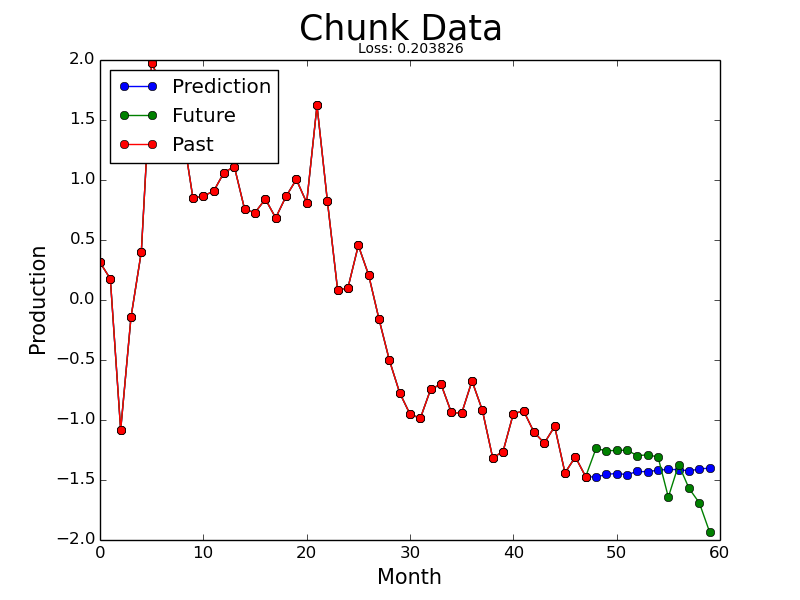 Chunk Data
Loss: 0.203826
Prediction
Future
Past
Production
2.0
1.5
1.0
0.5
0.0
−0.5
−1.0
−1.5
−2.0
0 10 20 30 40 50 60
Month